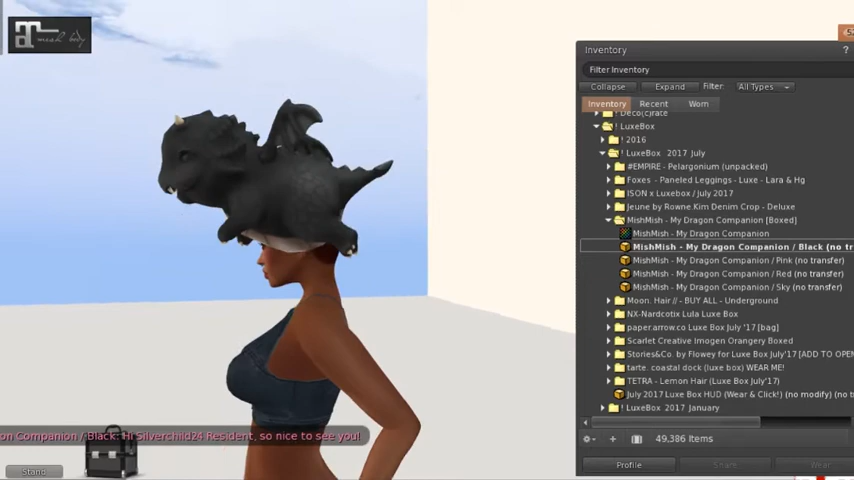 mesh body
Inventory
?
Filter Inventory
Collapse
Expand
Filter:
All Types
Inventory
Recent
Worn
! Deco(c)rate
! LuxeBox
! 2016
! LuxeBox 2017 July
#EMPIRE - Pelargonium (unpacked)
Foxes - Paneled Leggings - Luxe - Lara & Hg
ISON x Luxebox / July 2017
Jeune by Rowne.Kim Denim Crop - Deluxe
MishMish - My Dragon Companion [Boxed]
MishMish - My Dragon Companion
MishMish - My Dragon Companion / Black (no tr
MishMish - My Dragon Companion / Pink (no transfer)
MishMish - My Dragon Companion / Red (no transfer)
MishMish - My Dragon Companion / Sky (no transfer)
Moon. Hair // - BUY ALL - Underground
NX-Nardcotix Lula Luxe Box
paper.arrow.co Luxe Box July '17 [bag]
Scarlet Creative Imogen Orangery Boxed
Stories&Co. by Flowey for Luxe Box July'17 [ADD TO OPEN
tarte. coastal dock (luxe box) WEAR ME!
TETRA - Lemon Hair (Luxe Box July'17)
July 2017 Luxe Box HUD (Wear & Click!) (no modify) (no tr
! LuxeBox 2017 January
49,386 Items
Profile
Share
Wear
on Companion / Black: Hi Silverchild24 Resident, so nice to see you!
Stand